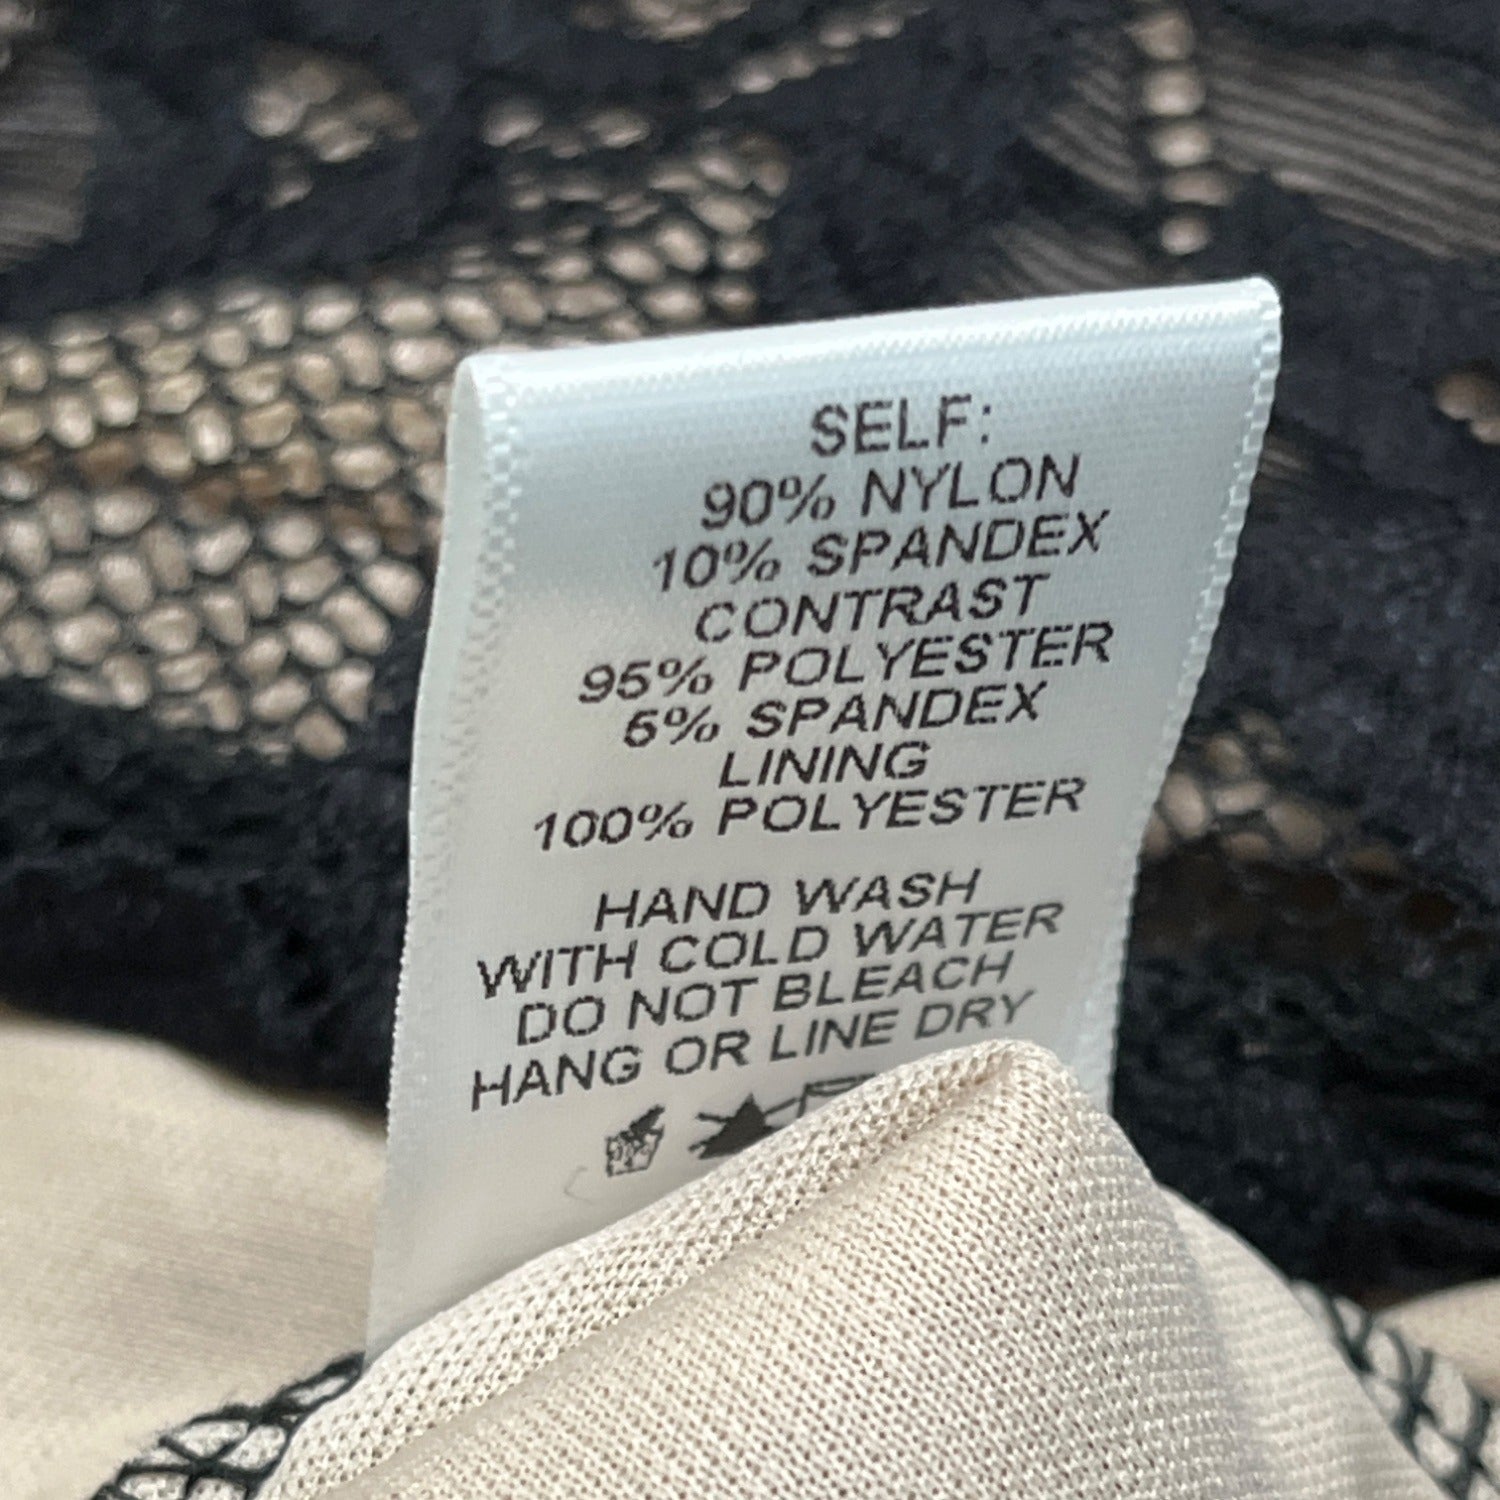 SELF:
90% NYLON
10% SPANDEX
CONTRAST
95% POLYESTER
5% SPANDEX
LINING
100% POLYESTER
HAND WASH
WITH COLD WATER
DO NOT BLEACH
HANG OR LINE DRY